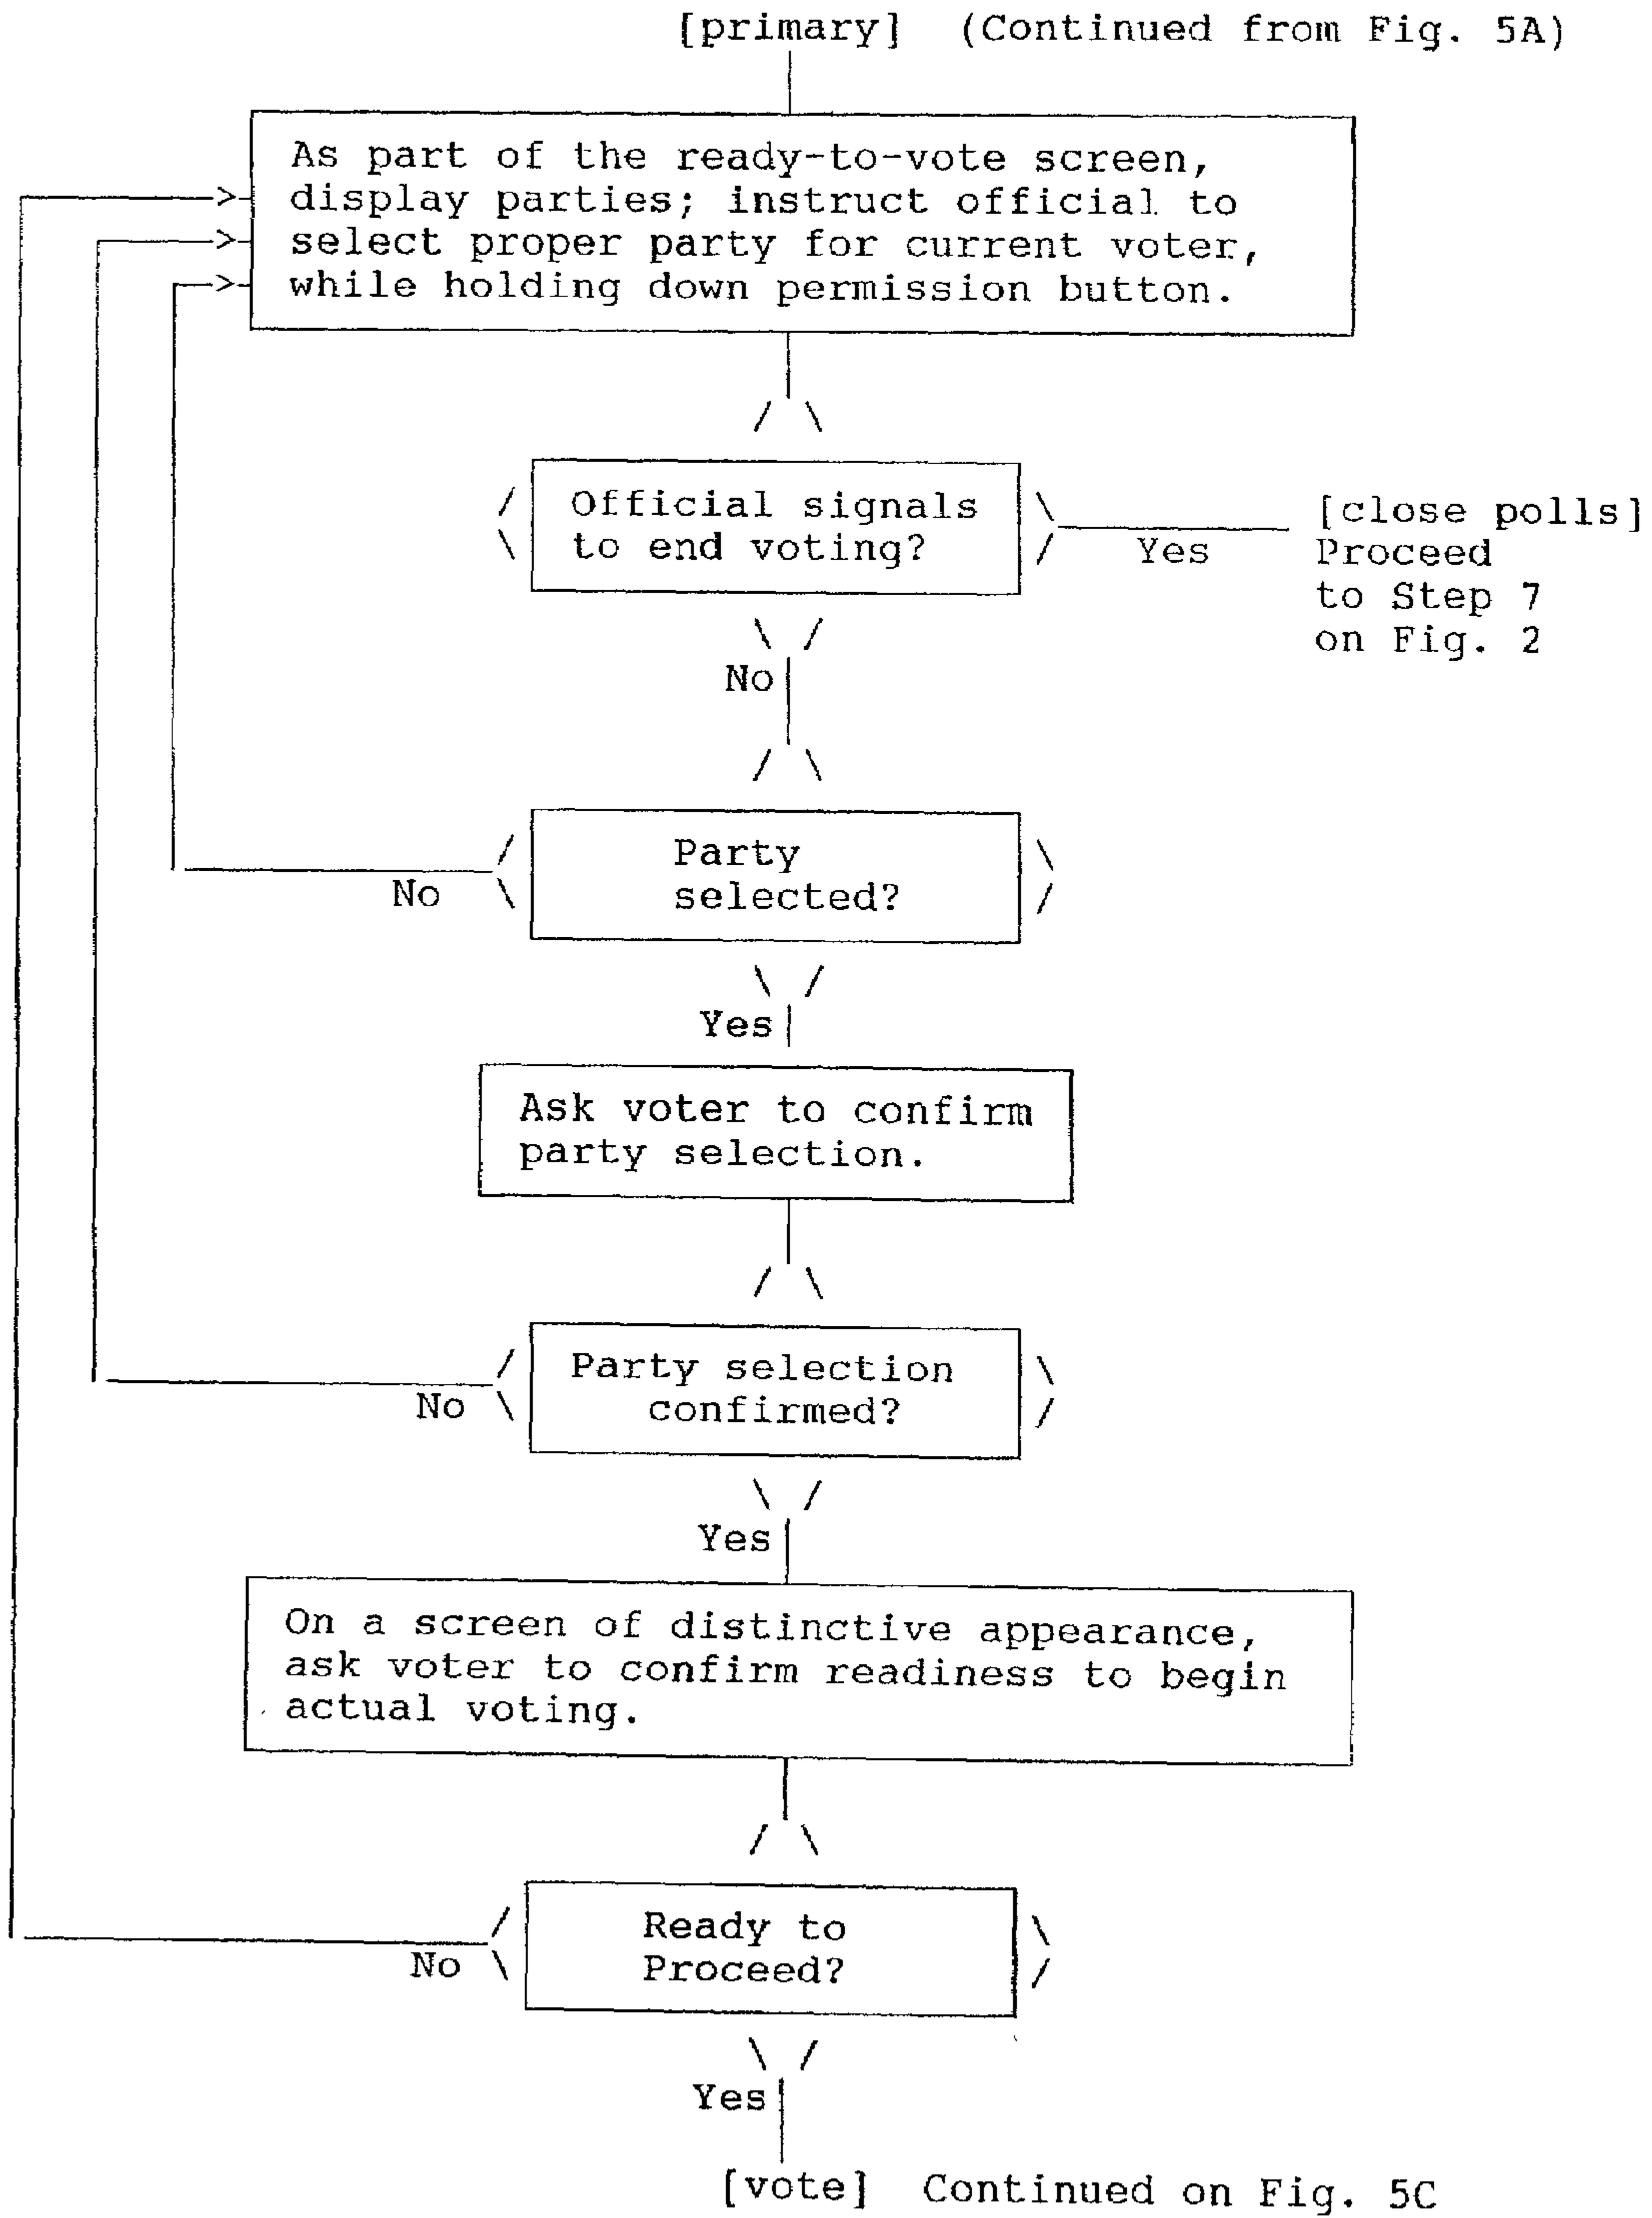 [primary] (Continued from Fig. 5A)
As part of the ready-to-vote screen,
display parties; instruct official to
select proper party for current voter,
while holding down permission button.
Official signals
to end voting?
Yes
[close polls]
Proceed
to Step 7
on Fig. 2
No
Party
selected?
No
Yes
Ask voter to confirm
party selection.
Party selection
confirmed?
No
Yes
On a screen of distinctive appearance,
ask voter to confirm readiness to begin
actual voting.
Ready to
Proceed?
No
Yes
[vote] Continued on Fig. 5C